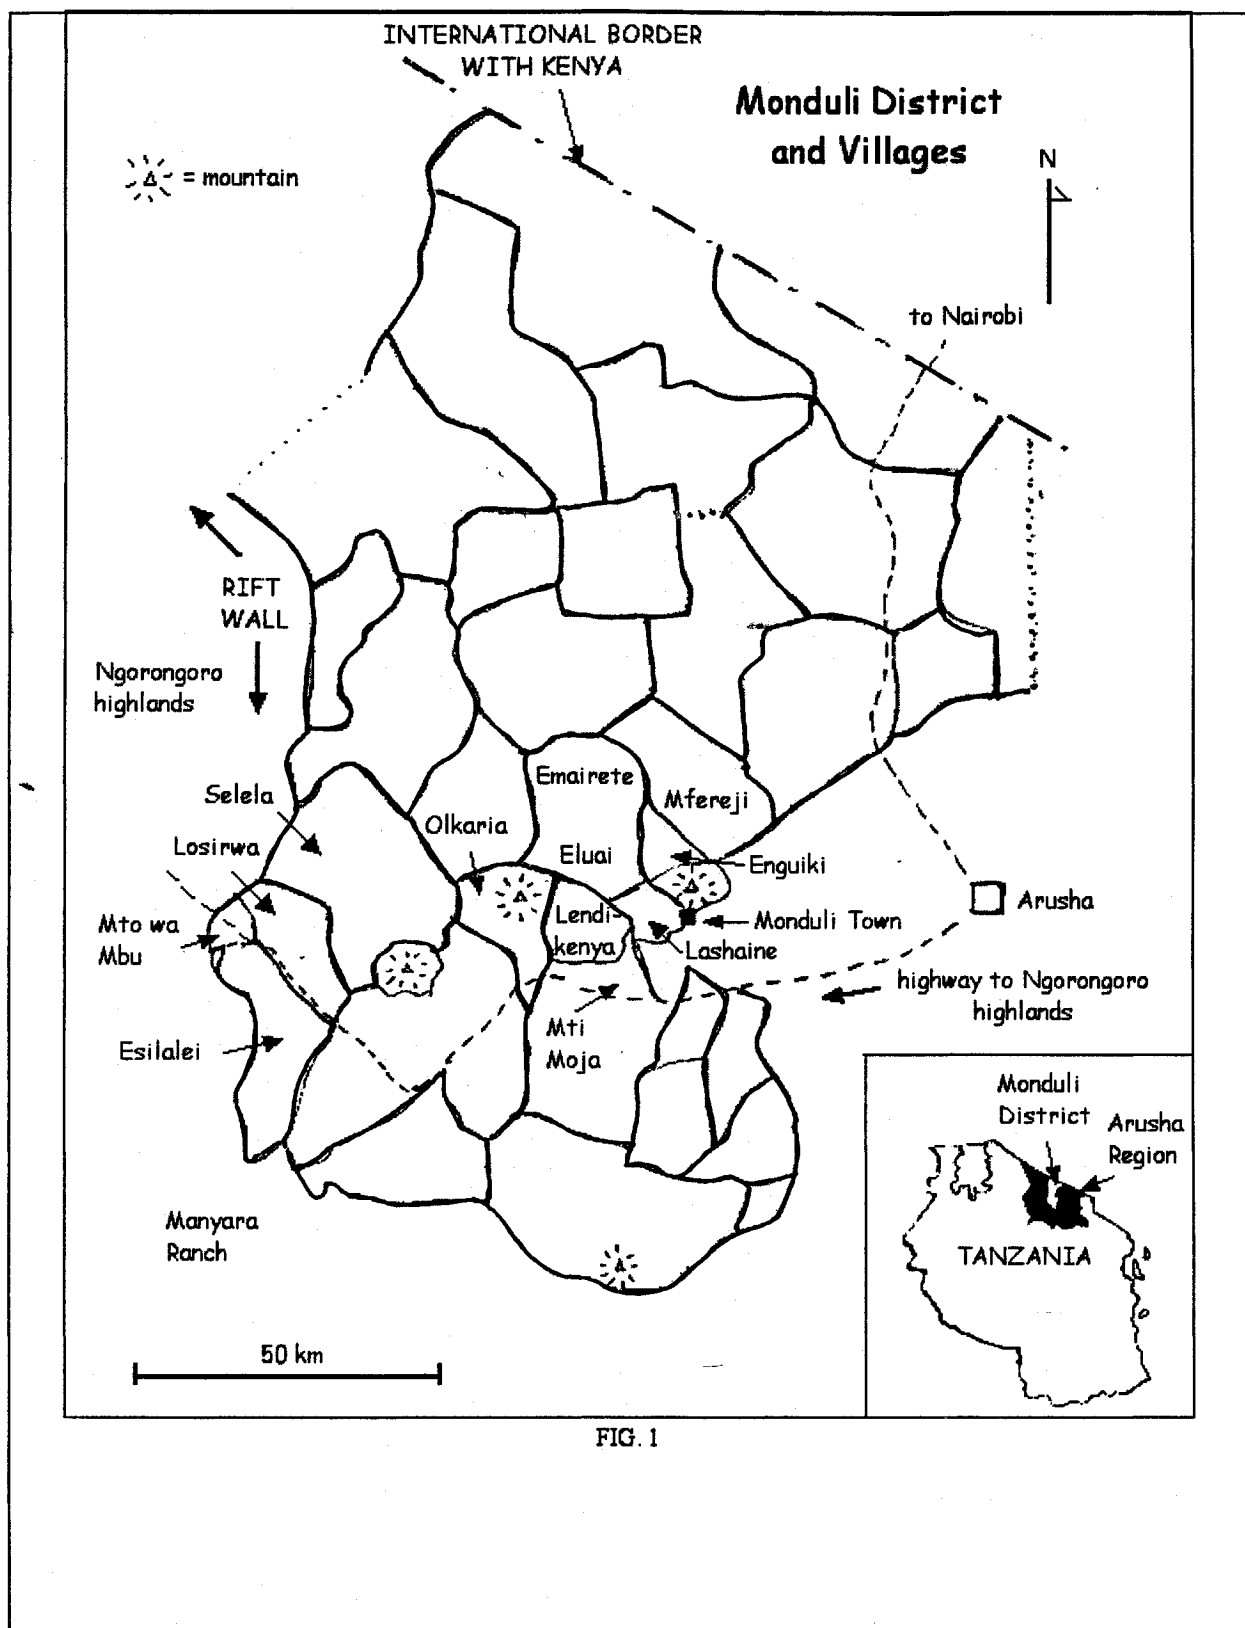 INTERNATIONAL BORDER
WITH KENYA
Monduli District
and Villages
N
= mountain
to Nairobi
RIFT
WALL
Ngorongoro
highlands
Selela
Losirwa
Mto wa
Mbu
Esilalei
Olkaria
Emairete
Mfereji
Eluai
Enguiki
Lendi-
kenya
Monduli Town
Lashaine
Arusha
highway to Ngorongoro
highlands
Mti
Moja
Manyara
Ranch
50 km
Monduli
District
Arusha
Region
TANZANIA
FIG. 1